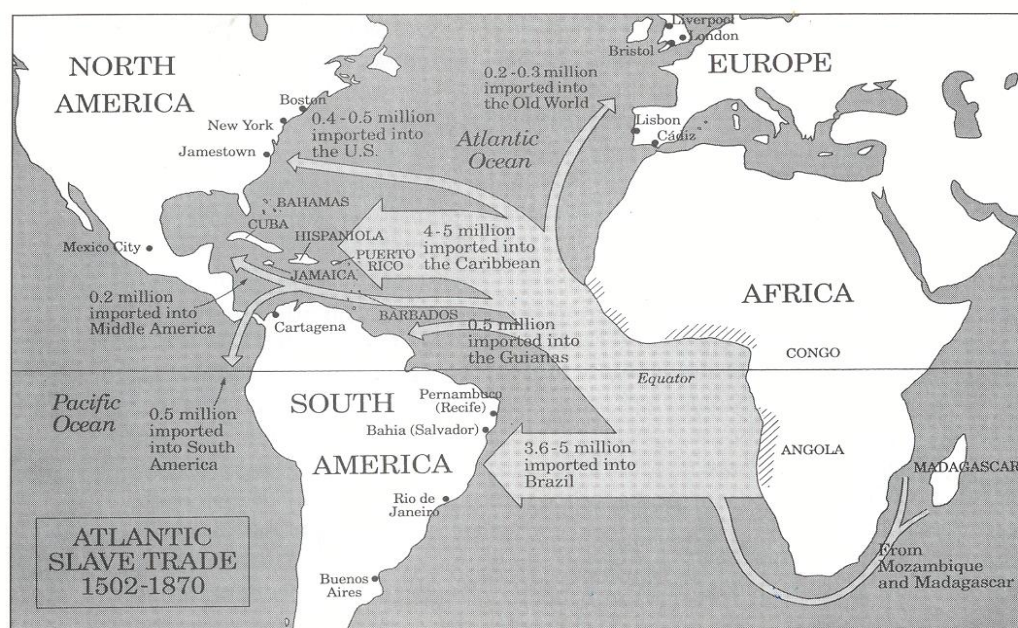 NORTH
AMERICA
Boston
New York
Jamestown
0.4-0.5 million
imported into
the U.S.
Atlantic
Ocean
0.2-0.3 million
imported into
the Old World
Liverpool
London
Bristol
EUROPE
Lisbon
Cádiz
BAHAMAS
CUBA
HISPANIOLA
PUERTO
RICO
JAMAICA
Mexico City
4-5 million
imported into
the Caribbean
0.2 million
imported into
Middle America
Cartagena
BARBADOS
0.5 million
imported into
the Guianas
AFRICA
CONGO
Equator
Pacific
Ocean
0.5 million
imported
into South
America
SOUTH
AMERICA
Pernambuco
(Recife)
Bahia (Salvador)
3.6-5 million
imported into
Brazil
ANGOLA
MADAGASCAR
Rio de
Janeiro
Buenos
Aires
From
Mozambique
and Madagascar
ATLANTIC
SLAVE TRADE
1502-1870